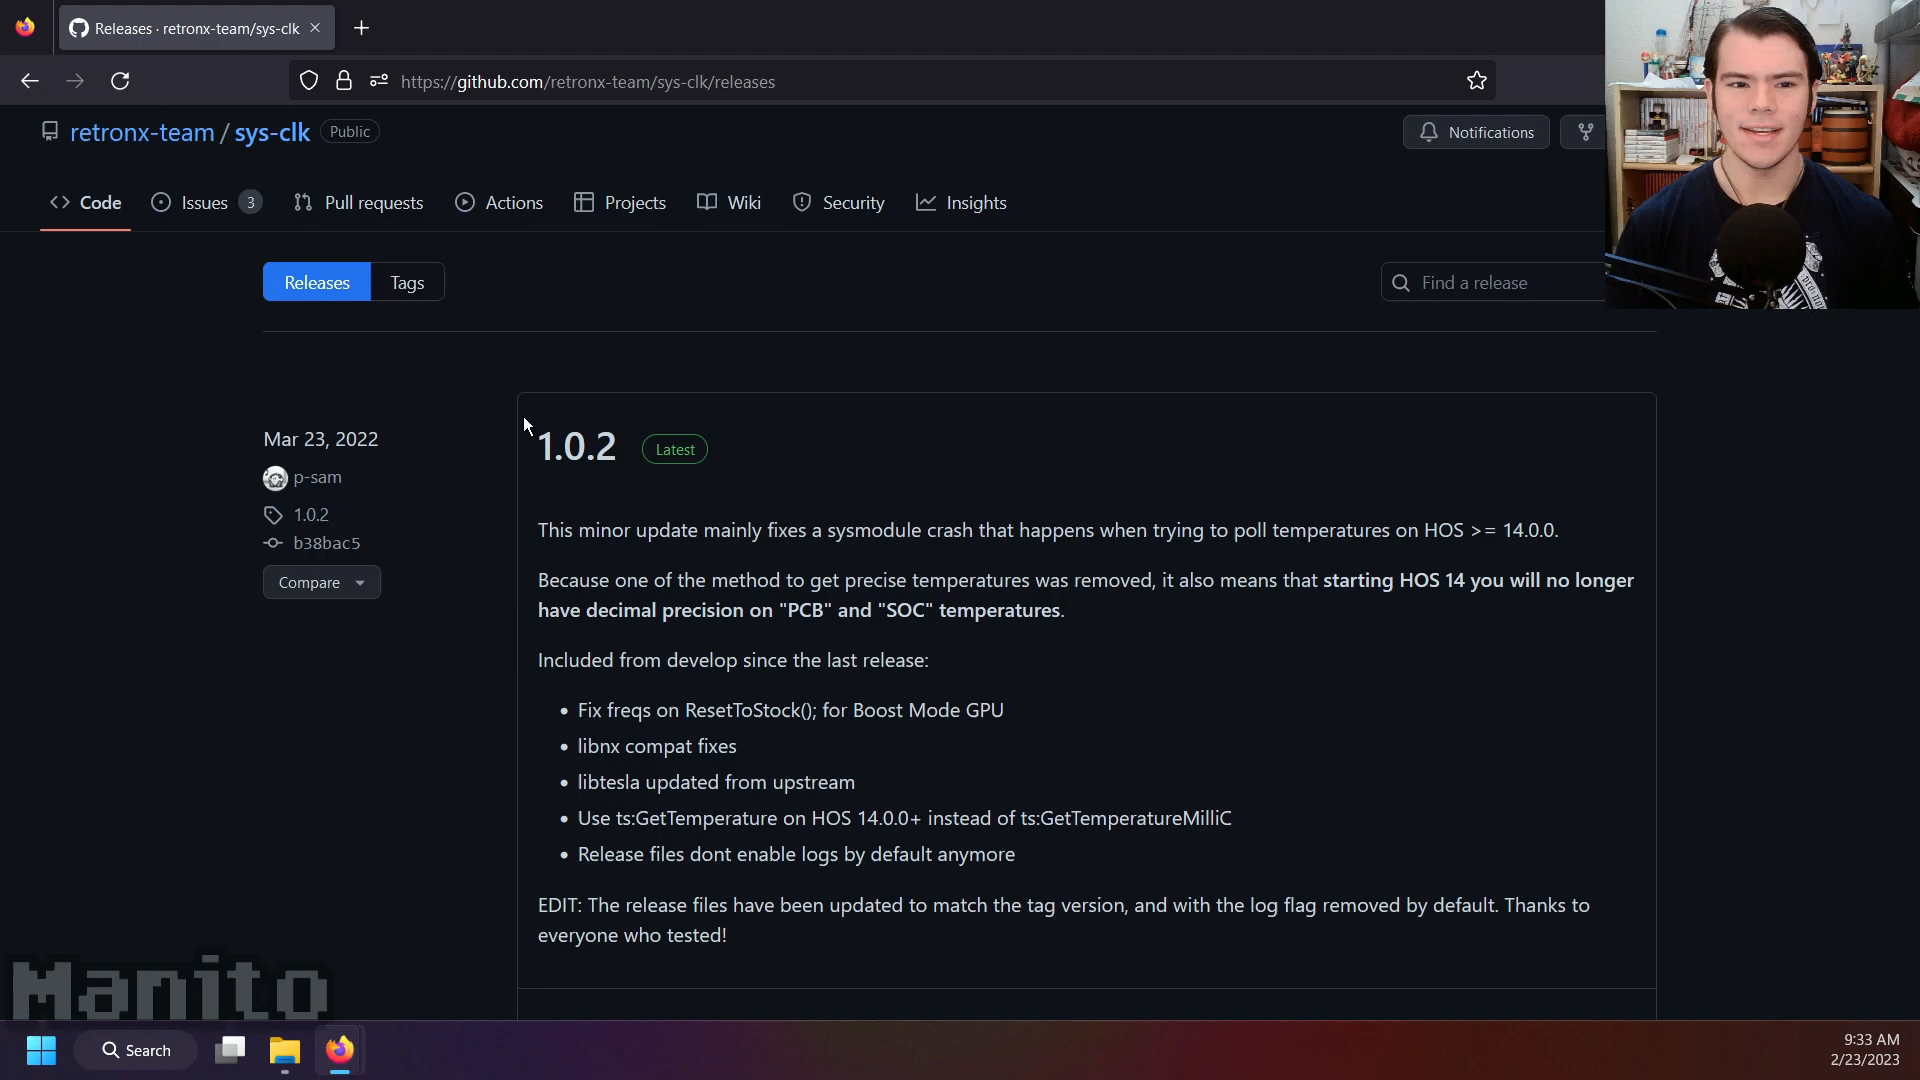 Releases · retronx-team/sys-clk
https://github.com/retronx-team/sys-clk/releases
retronx-team / sys-clk Public
Notifications
Code Issues 3 Pull requests Actions Projects Wiki Security Insights
Releases Tags
Find a release
Mar 23, 2022
p-sam
1.0.2
b38bac5
Compare
1.0.2 Latest
This minor update mainly fixes a sysmodule crash that happens when trying to poll temperatures on HOS >= 14.0.0.
Because one of the method to get precise temperatures was removed, it also means that starting HOS 14 you will no longer
have decimal precision on "PCB" and "SOC" temperatures.
Included from develop since the last release:
• Fix freqs on ResetToStock(); for Boost Mode GPU
• libnx compat fixes
• libtesla updated from upstream
• Use ts:GetTemperature on HOS 14.0.0+ instead of ts:GetTemperatureMilliC
• Release files dont enable logs by default anymore
EDIT: The release files have been updated to match the tag version, and with the log flag removed by default. Thanks to
everyone who tested!
Manito
Search
9:33 AM
2/23/2023